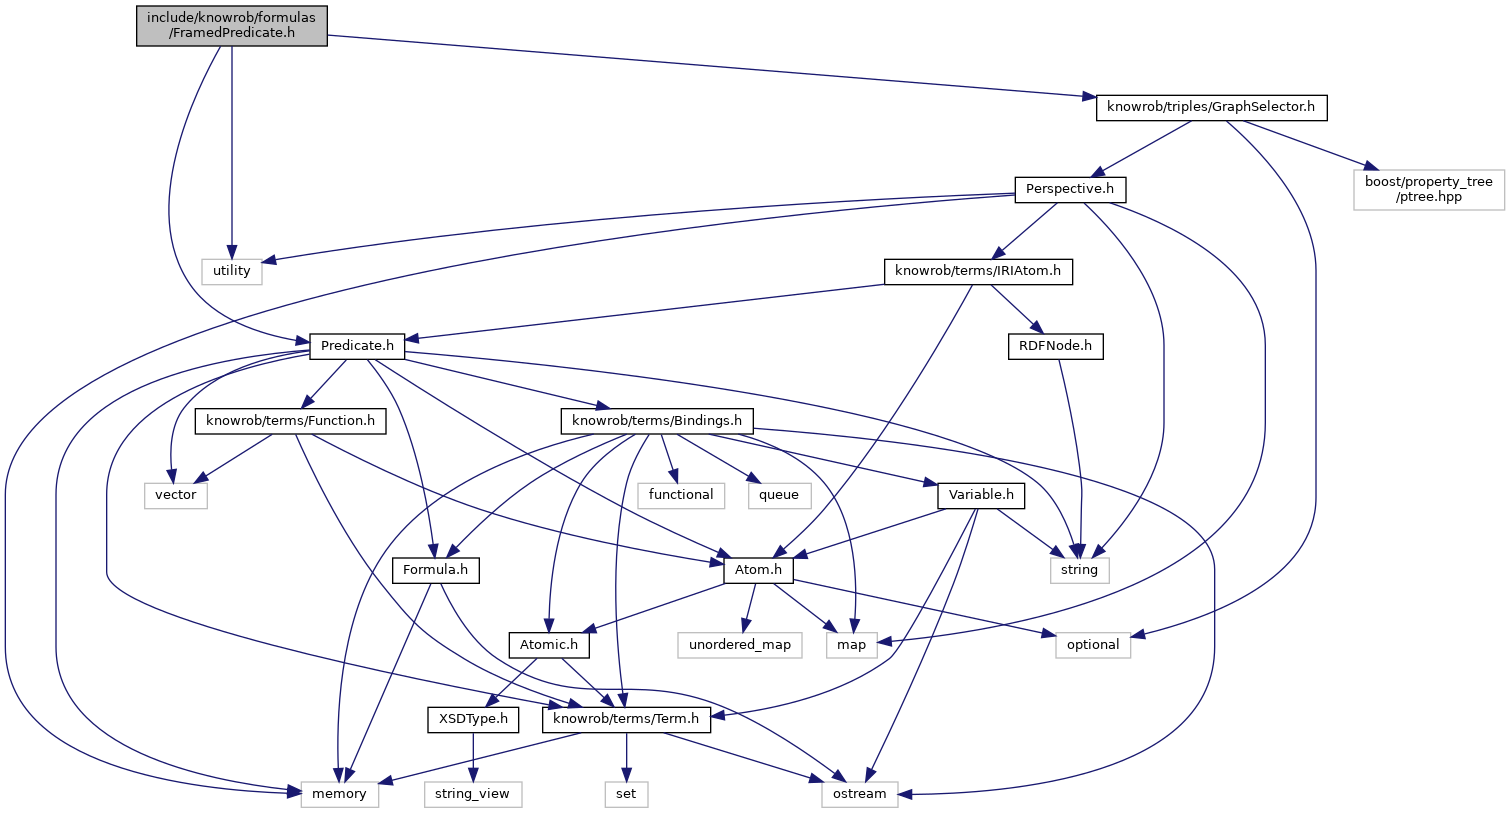 include/knowrob/formulas
/FramedPredicate.h
knowrob/triples/GraphSelector.h
Perspective.h
boost/property_tree
/ptree.hpp
utility
knowrob/terms/IRIAtom.h
Predicate.h
RDFNode.h
knowrob/terms/Function.h
knowrob/terms/Bindings.h
vector
functional
queue
Variable.h
Formula.h
Atom.h
string
Atomic.h
unordered_map
map
optional
XSDType.h
knowrob/terms/Term.h
memory
string_view
set
ostream